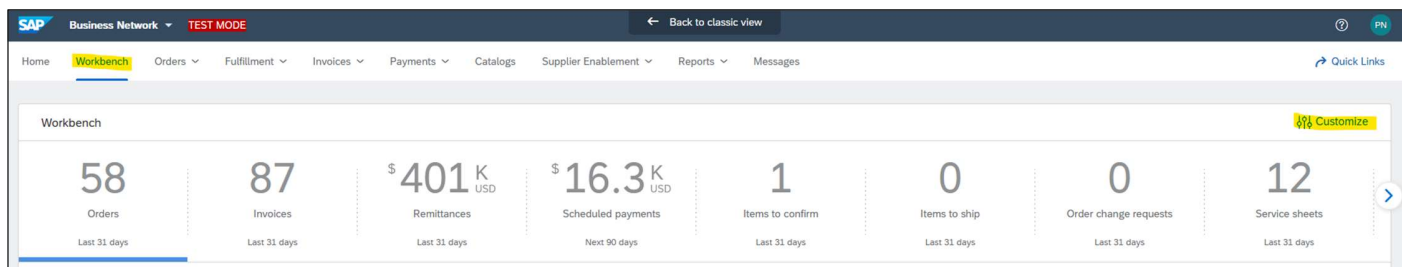 SAP Business Network TEST MODE ← Back to classic view ? PN
Home Workbench Orders Fulfillment Invoices Payments Catalogs Supplier Enablement Reports Messages Quick Links
Workbench Customize
58 87 $ 401 K USD $ 16.3 K USD 1 0 0 12
Orders Invoices Remittances Scheduled payments Items to confirm Items to ship Order change requests Service sheets
Last 31 days Last 31 days Last 31 days Next 90 days Last 31 days Last 31 days Last 31 days Last 31 days